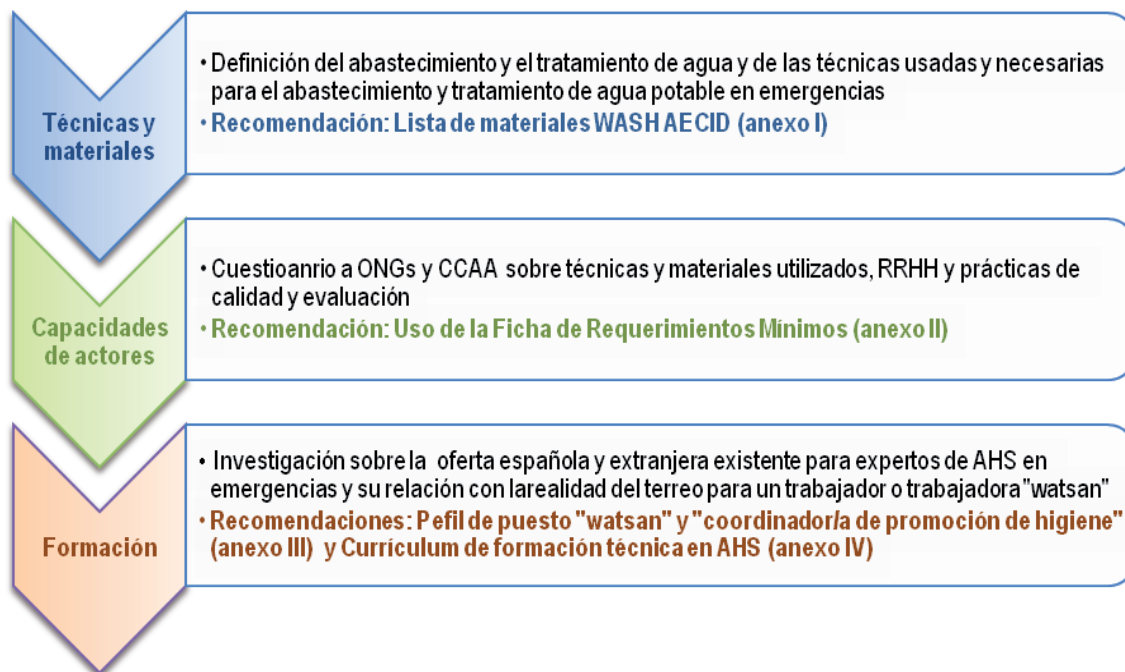 Técnicas y
materiales
• Definición del abastecimiento y el tratamiento de agua y de las técnicas usadas y necesarias
para el abastecimiento y tratamiento de agua potable en emergencias
• Recomendación: Lista de materiales WASH AECID (anexo I)
Capacidades
de actores
• Cuestioanrio a ONGs y CCAA sobre técnicas y materiales utilizados, RRHH y prácticas de
calidad y evaluación
• Recomendación: Uso de la Ficha de Requerimientos Mínimos (anexo II)
Formación
• Investigación sobre la oferta española y extranjera existente para expertos de AHS en
emergencias y su relación con larealidad del terreo para un trabajador o trabajadora "watsan"
• Recomendaciones: Pefil de puesto "watsan" y "coordinador/a de promoción de higiene"
(anexo III) y Currículum de formación técnica en AHS (anexo IV)